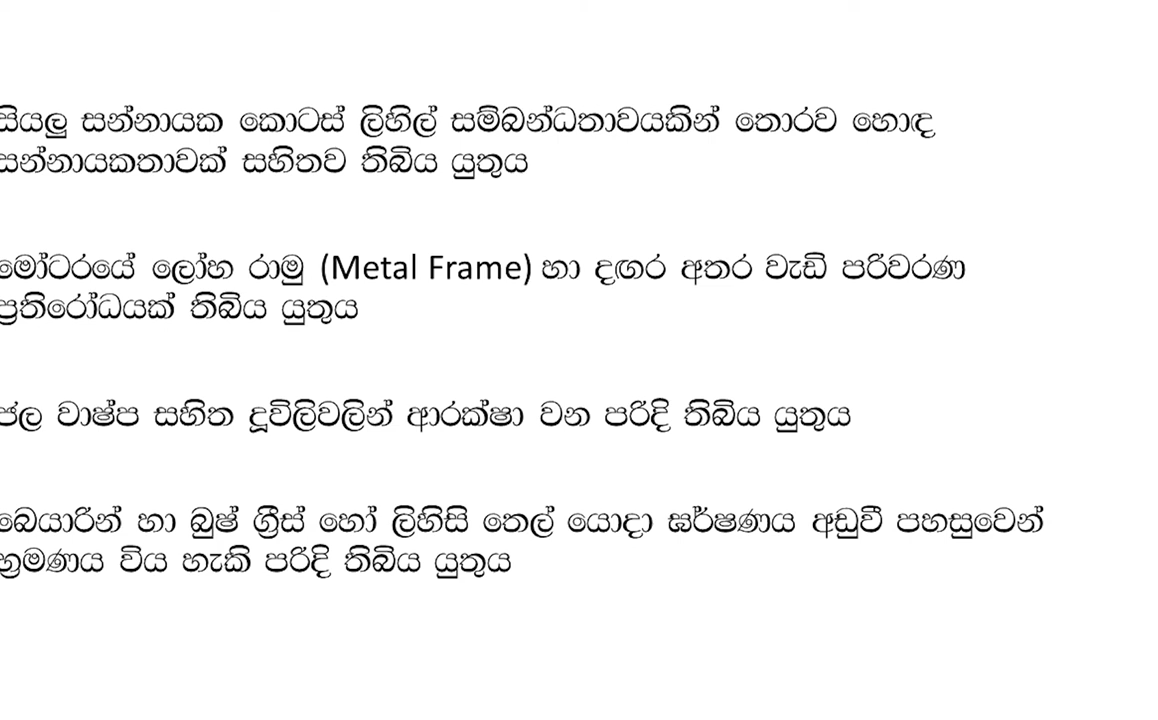 සියලු සන්නායක කොටස් ලිහිල් සම්බන්ධතාවයකින් තොරව හොඳ
සන්නායකතාවක් සහිතව තිබිය යුතුය
මෝටරයේ ලෝහ රාමු (Metal Frame) හා දඟර අතර වැඩි පරිවරණ
ප්‍රතිරෝධයක් තිබිය යුතුය
ජල වාෂ්ප සහිත දූවිලිවලින් ආරක්ෂා වන පරිදි තිබිය යුතුය
බෙයාරින් හා බුෂ් ග්‍රීස් හෝ ලිහිසි තෙල් යොදා ඝර්ෂණය අඩුවී පහසුවෙන්
භ්‍රමණය විය හැකි පරිදි තිබිය යුතුය